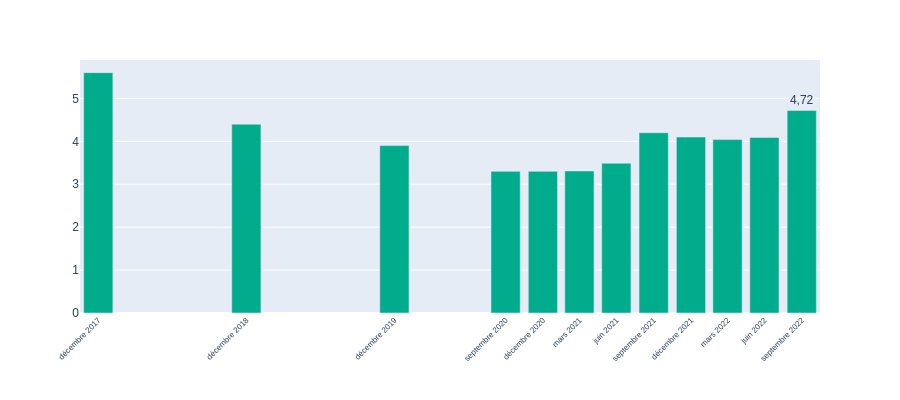 5
4
3
2
1
0
4,72
décembre 2017
décembre 2018
décembre 2019
septembre 2020
décembre 2020
mars 2021
juin 2021
septembre 2021
décembre 2021
mars 2022
juin 2022
septembre 2022